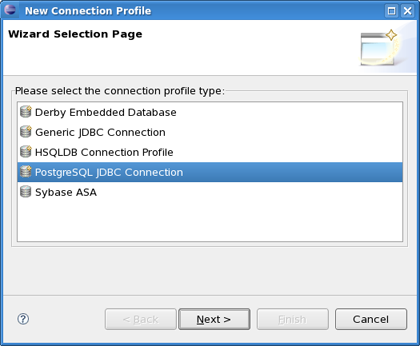 New Connection Profile
Wizard Selection Page
Please select the connection profile type:
Derby Embedded Database
Generic JDBC Connection
HSQLDB Connection Profile
PostgreSQL JDBC Connection
Sybase ASA
? < Back Next > Finish Cancel